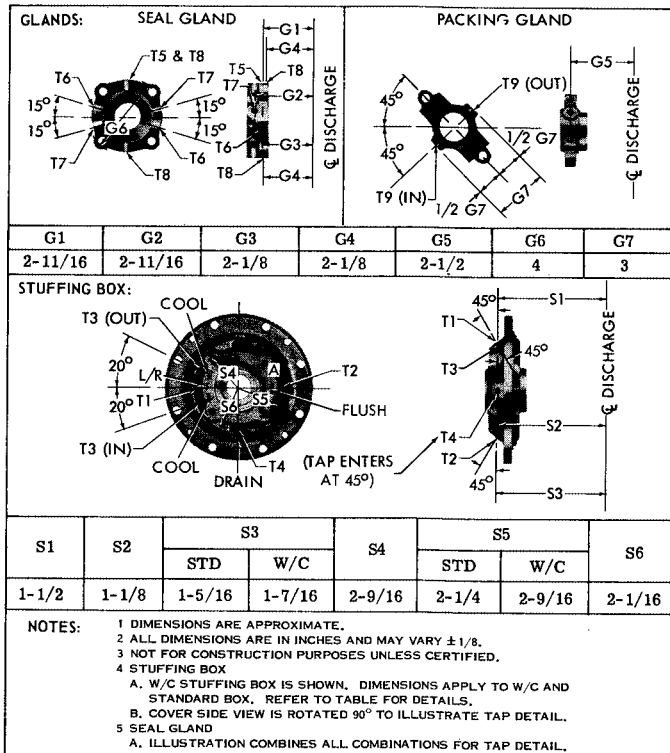 GLANDS:
SEAL GLAND
PACKING GLAND
G1
G4
T5 & T8
T5
T8
T6
T7
T7
G2
15°
15°
15°
15°
G6
T6
G3
T7
T6
G4
T8
T8
℄ DISCHARGE
G5
T9 (OUT)
45°
45°
1/2 G7
G7
T9 (IN)
1/2 G7
℄ DISCHARGE
G1 G2 G3 G4 G5 G6 G7
2-11/16 2-11/16 2-1/8 2-1/8 2-1/2 4 3
STUFFING BOX:
COOL
T3 (OUT)
20°
20°
L/R
T1
S4
S6
S5
A
T2
FLUSH
T3 (IN)
COOL
DRAIN
T4
(TAP ENTERS
AT 45°)
45°
S1
T1
T3
45°
T4
S2
T2
45°
S3
℄ DISCHARGE
S1 S2 S3 S4 S5 S6
STD W/C STD W/C
1-1/2 1-1/8 1-5/16 1-7/16 2-9/16 2-1/4 2-9/16 2-1/16
NOTES:
1 DIMENSIONS ARE APPROXIMATE.
2 ALL DIMENSIONS ARE IN INCHES AND MAY VARY ± 1/8.
3 NOT FOR CONSTRUCTION PURPOSES UNLESS CERTIFIED.
4 STUFFING BOX
A. W/C STUFFING BOX IS SHOWN. DIMENSIONS APPLY TO W/C AND
STANDARD BOX. REFER TO TABLE FOR DETAILS.
B. COVER SIDE VIEW IS ROTATED 90° TO ILLUSTRATE TAP DETAIL.
5 SEAL GLAND
A. ILLUSTRATION COMBINES ALL COMBINATIONS FOR TAP DETAIL.